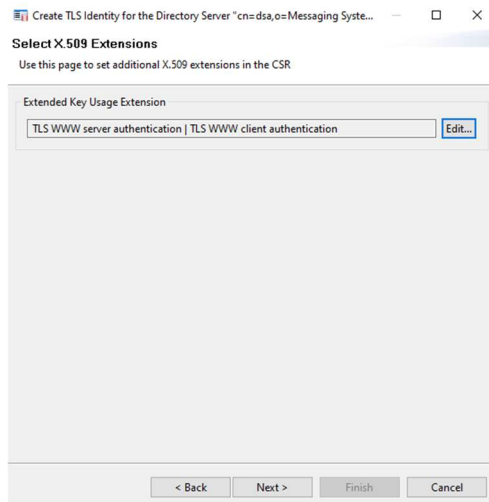 Create TLS Identity for the Directory Server "cn=dsa,o=Messaging Syste...
Select X.509 Extensions
Use this page to set additional X.509 extensions in the CSR
Extended Key Usage Extension
TLS WWW server authentication | TLS WWW client authentication
Edit...
< Back
Next >
Finish
Cancel